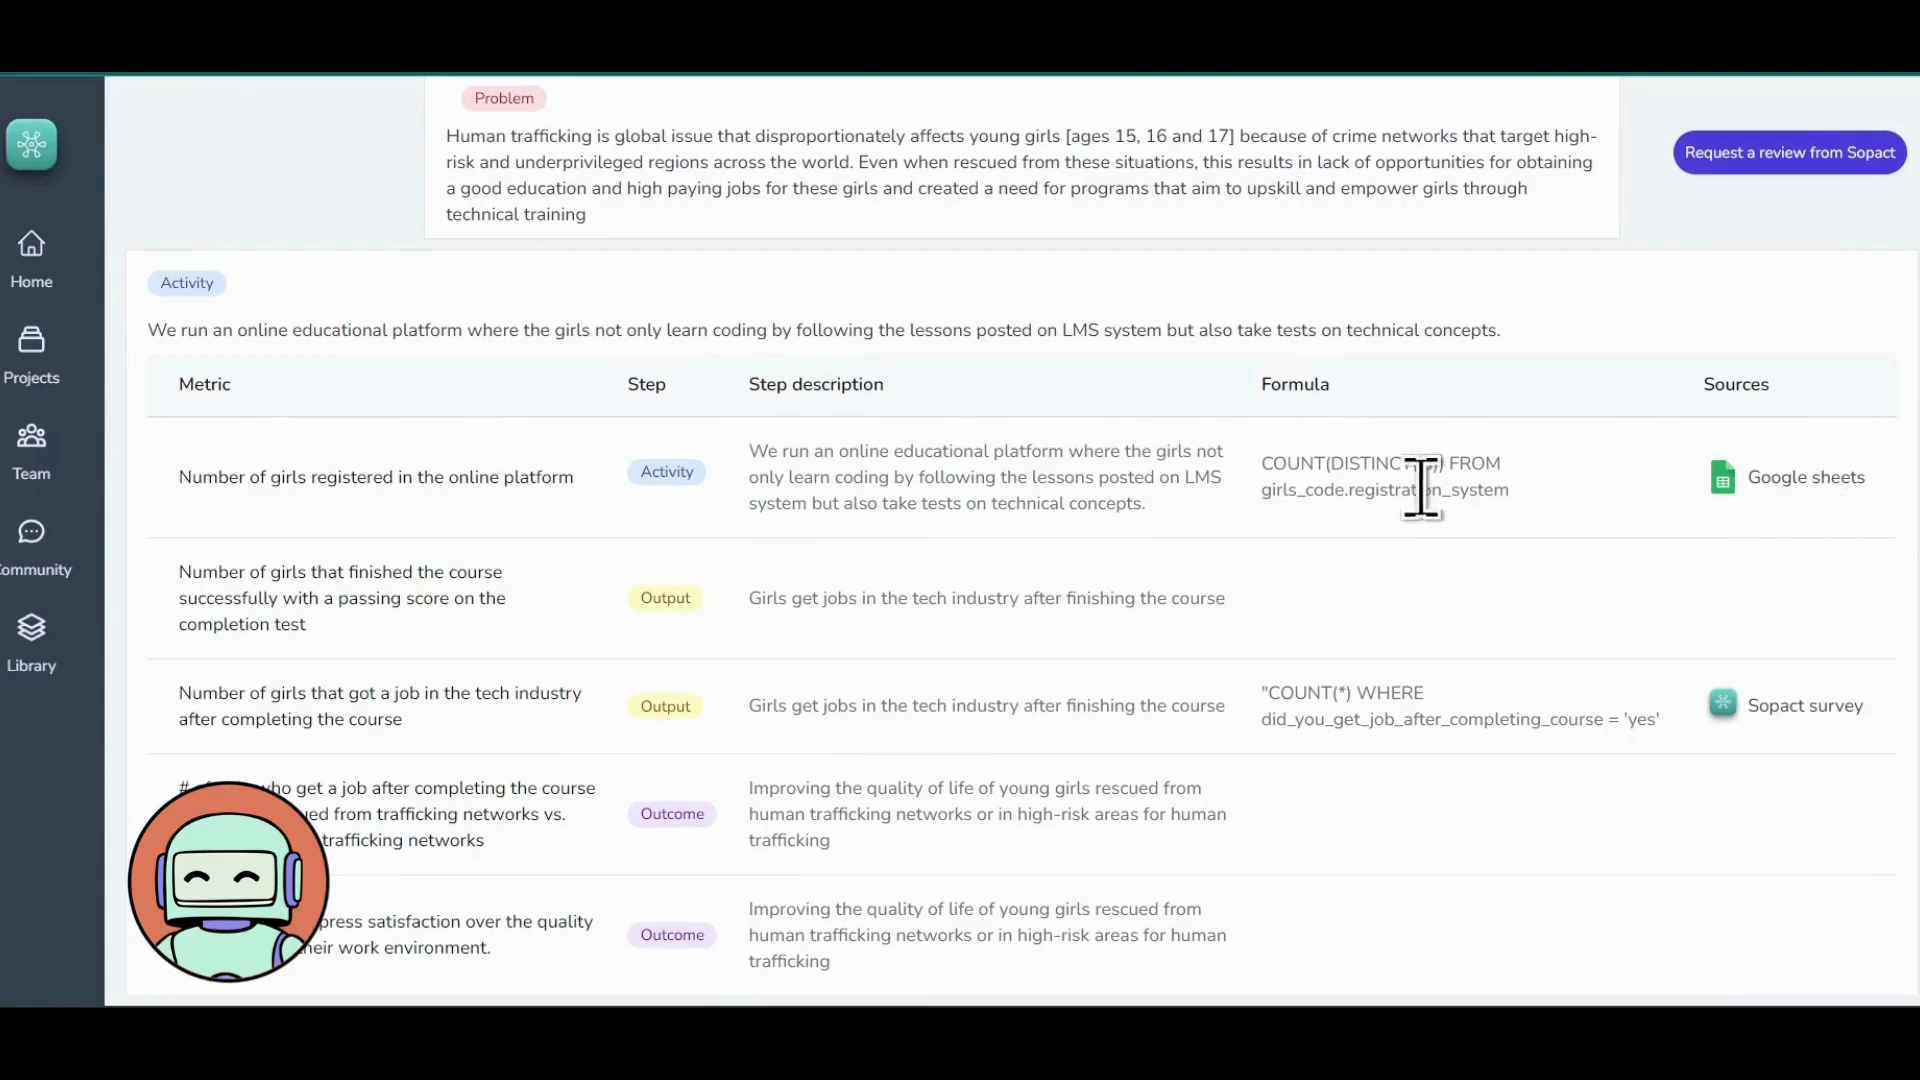 Problem
Human trafficking is global issue that disproportionately affects young girls [ages 15, 16 and 17] because of crime networks that target high-
risk and underprivileged regions across the world. Even when rescued from these situations, this results in lack of opportunities for obtaining
a good education and high paying jobs for these girls and created a need for programs that aim to upskill and empower girls through
technical training
Request a review from Sopact
Home
Projects
Team
ommunity
Library
Activity
We run an online educational platform where the girls not only learn coding by following the lessons posted on LMS system but also take tests on technical concepts.
Metric Step Step description Formula Sources
Number of girls registered in the online platform
Activity
We run an online educational platform where the girls not
only learn coding by following the lessons posted on LMS
system but also take tests on technical concepts.
COUNT(DISTINCT FROM
girls_code.registration_system
Google sheets
Number of girls that finished the course
successfully with a passing score on the
completion test
Output
Girls get jobs in the tech industry after finishing the course
Number of girls that got a job in the tech industry
after completing the course
Output
Girls get jobs in the tech industry after finishing the course
"COUNT(*) WHERE
did_you_get_job_after_completing_course = 'yes'
Sopact survey
# who get a job after completing the course
from trafficking networks vs.
trafficking networks
Outcome
Improving the quality of life of young girls rescued from
human trafficking networks or in high-risk areas for human
trafficking
satisfaction over the quality
their work environment.
Outcome
Improving the quality of life of young girls rescued from
human trafficking networks or in high-risk areas for human
trafficking